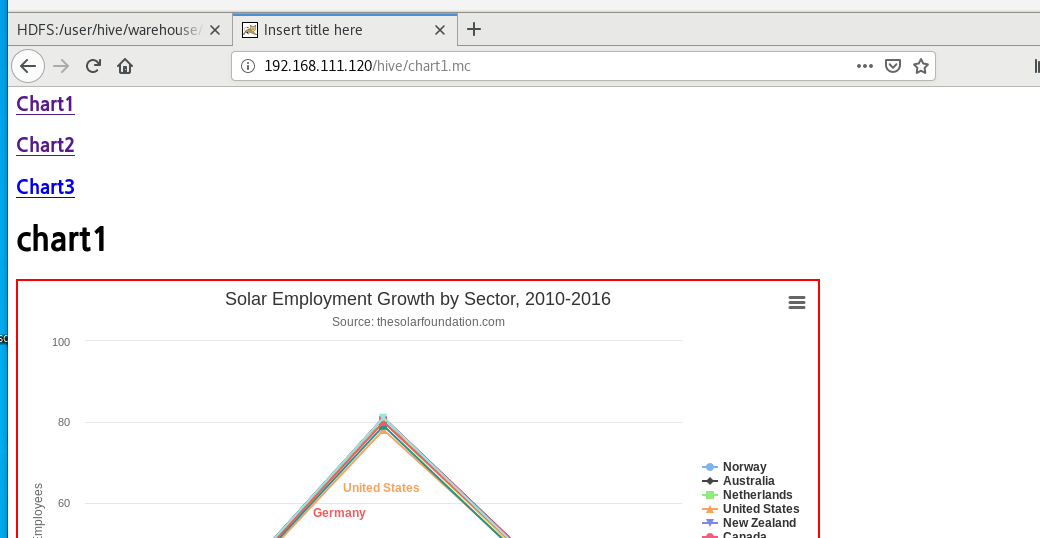 HDFS:/user/hive/warehouse/
Insert title here
192.168.111.120/hive/chart1.mc
Chart1
Chart2
Chart3
chart1
Solar Employment Growth by Sector, 2010-2016
Source: thesolarfoundation.com
100
80
60
Employees
United States
Germany
Norway
Australia
Netherlands
United States
New Zealand
Canada